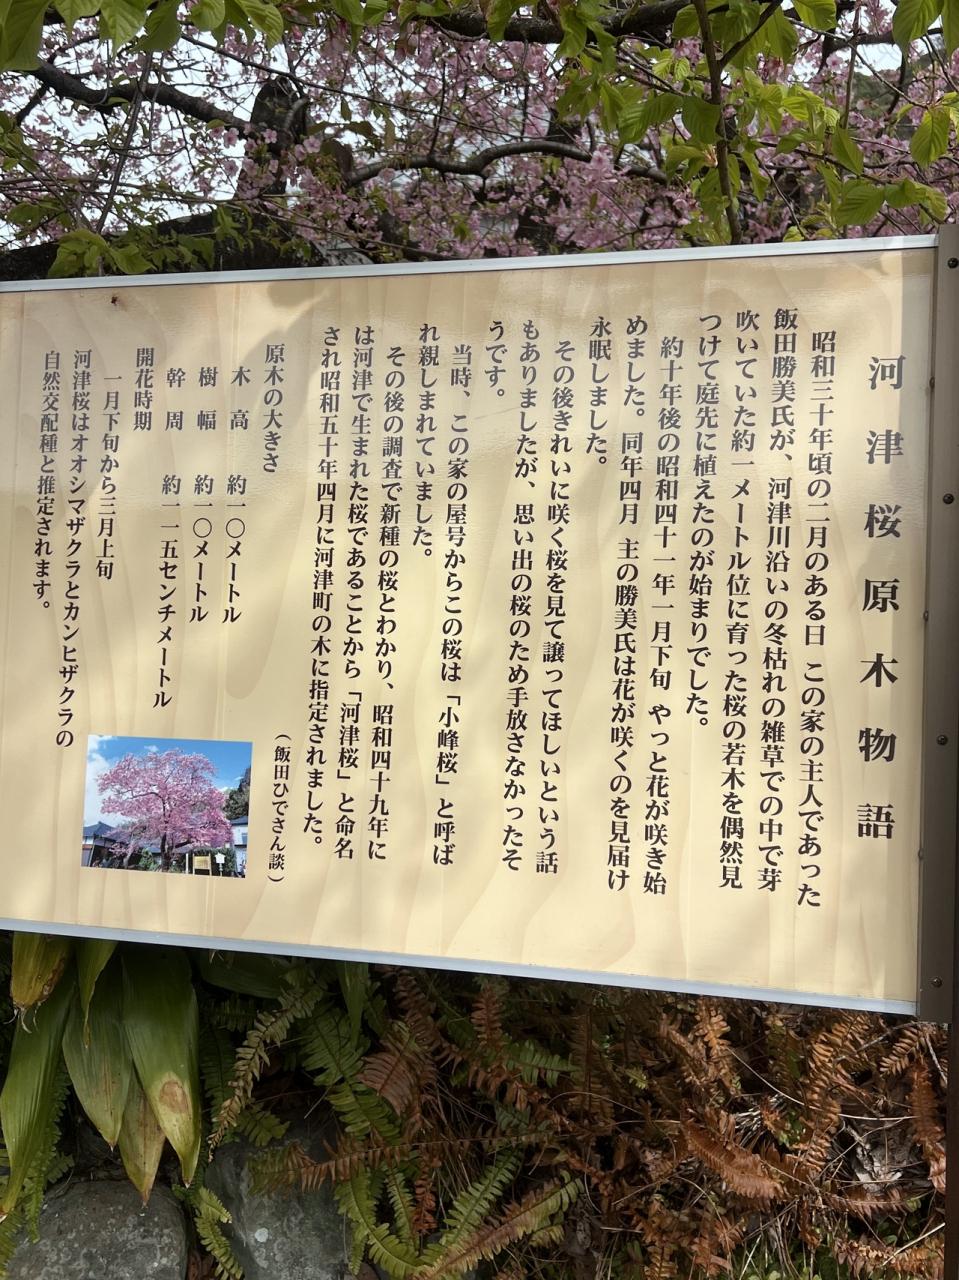 河津桜原木物語
昭和三十年頃の二月のある日 この家の主人であった
飯田勝美氏が、河津川沿いの冬枯れの雑草での中で芽
吹いていた約一メートル位に育った桜の若木を偶然見
つけて庭先に植えたのが始まりでした。
約十年後の昭和四十一年一月下旬 やっと花が咲き始
めました。同年四月 主の勝美氏は花が咲くのを見届け
永眠しました。
その後きれいに咲く桜を見て譲ってほしいという話
もありましたが、思い出の桜のため手放さなかったそ
うです。
当時、この家の屋号からこの桜は「小峰桜」と呼ば
れ親しまれていました。
その後の調査で新種の桜とわかり、昭和四十九年に
は河津で生まれた桜であることから「河津桜」と命名
され昭和五十年四月に河津町の木に指定されました。
（飯田ひでさん談）
原木の大きさ
木高 約一〇メートル
樹幅 約一〇メートル
幹周 約一一五センチメートル
開花時期
一月下旬から三月上旬
河津桜はオオシマザクラとカンヒザクラの
自然交配種と推定されます。